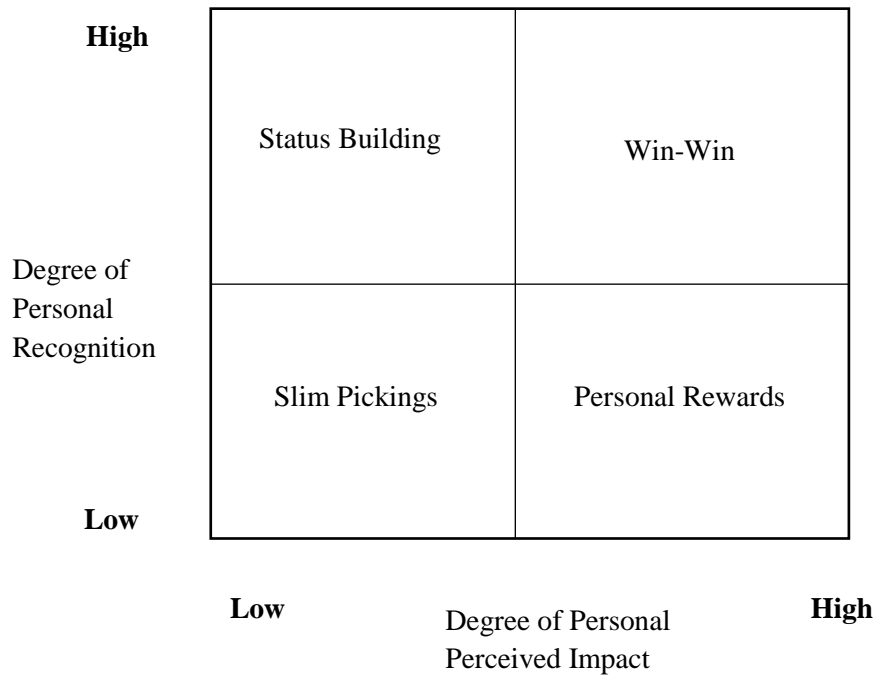 High
Status Building
Win-Win
Degree of
Personal
Recognition
Slim Pickings
Personal Rewards
Low
Low
High
Degree of Personal
Perceived Impact